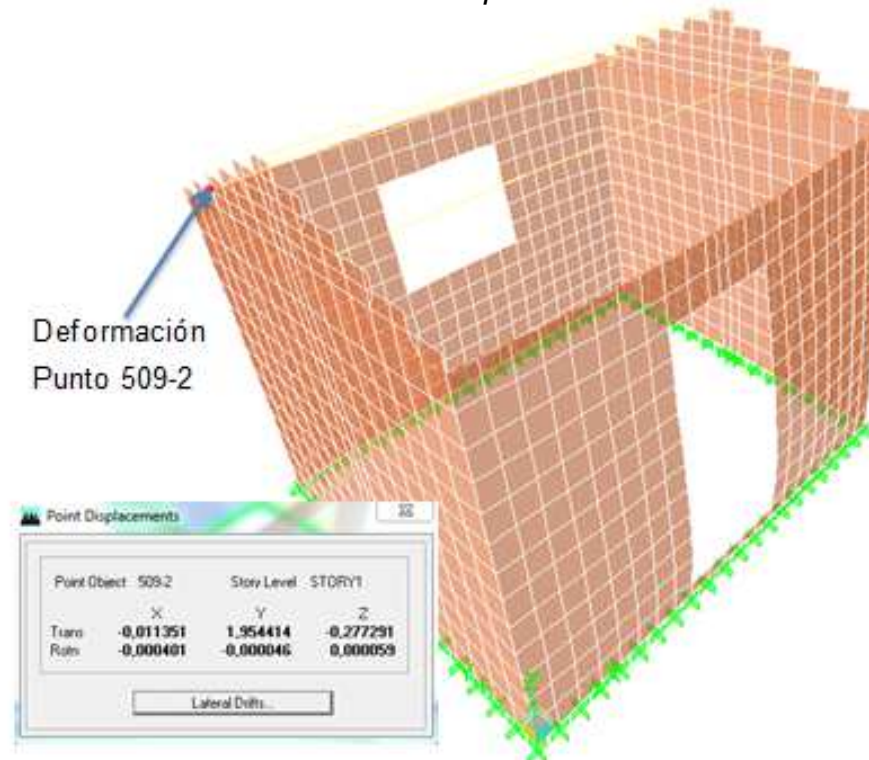 Deformación
Punto 509-2
Point Displacements
Point Object 509-2 Story Level STORY1
X Y Z
Trans -0,011351 1,954414 -0,277291
Rotn -0,000401 -0,000046 0,000059
Lateral Drifts...